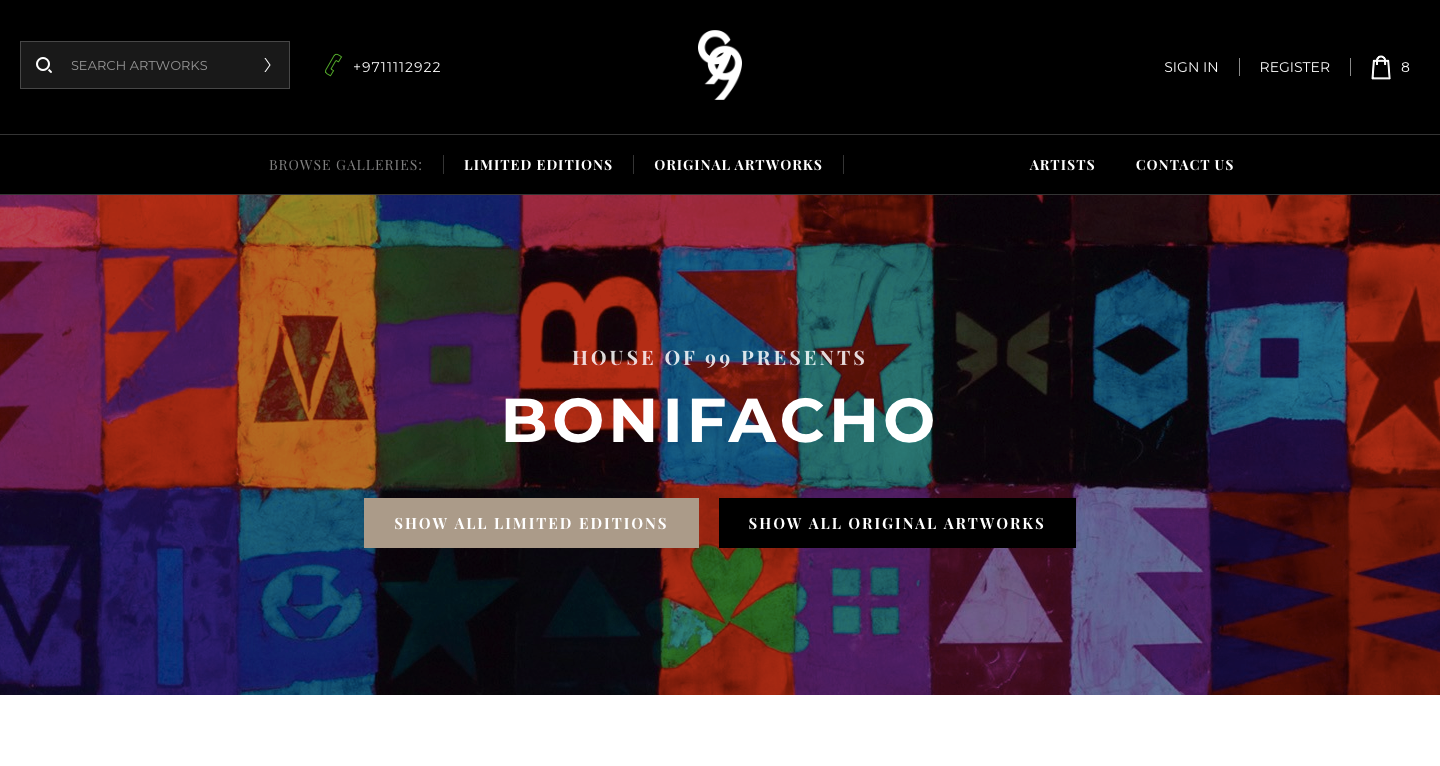 SEARCH ARTWORKS
+9711112922
99
SIGN IN
REGISTER
8
BROWSE GALLERIES:
LIMITED EDITIONS
ORIGINAL ARTWORKS
ARTISTS
CONTACT US
B
HOUSE OF 99 PRESENTS
BONIFACHO
SHOW ALL LIMITED EDITIONS
SHOW ALL ORIGINAL ARTWORKS